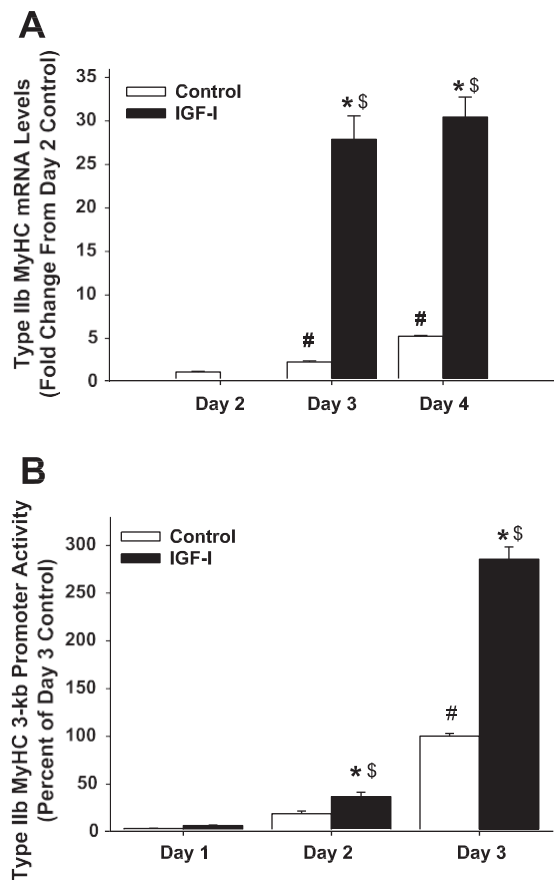 A
Type IIb MyHC mRNA Levels
(Fold Change From Day 2 Control)
35
30
25
20
15
10
5
0
Control
IGF-I
* $
* $
#
#
Day 2
Day 3
Day 4
B
Type IIb MyHC 3-kb Promoter Activity
(Percent of Day 3 Control)
300
250
200
150
100
50
0
Control
IGF-I
* $
* $
#
Day 1
Day 2
Day 3